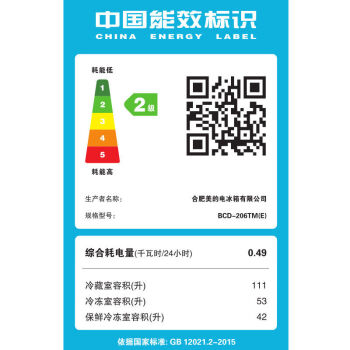 中国能效标识
CHINA ENERGY LABEL
耗能低
1
2
3
4
5
2级
耗能高
生产者名称: 合肥美的电冰箱有限公司
规格型号: BCD-206TM(E)
综合耗电量(千瓦时/24小时) 0.49
冷藏室容积(升) 111
冷冻室容积(升) 53
保鲜冷冻室容积(升) 42
依据国家标准: GB 12021.2-2015